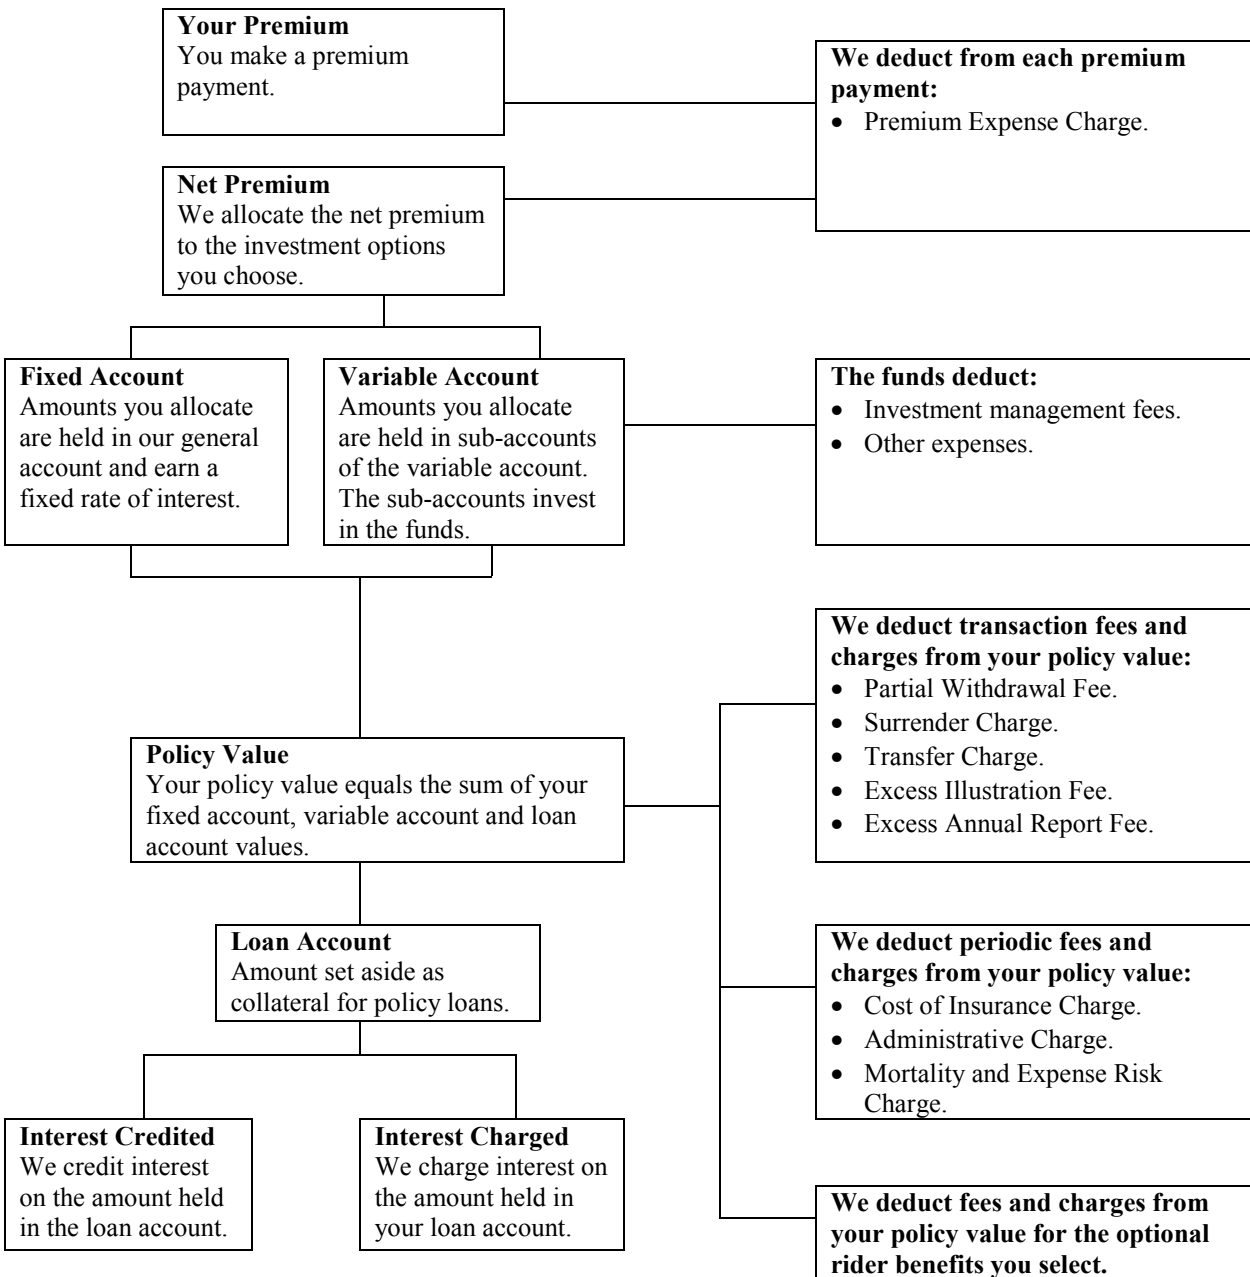 Your Premium
You make a premium
payment.
We deduct from each premium
payment:
• Premium Expense Charge.
Net Premium
We allocate the net premium
to the investment options
you choose.
Fixed Account
Amounts you allocate
are held in our general
account and earn a
fixed rate of interest.
Variable Account
Amounts you allocate
are held in sub-accounts
of the variable account.
The sub-accounts invest
in the funds.
The funds deduct:
• Investment management fees.
• Other expenses.
We deduct transaction fees and
charges from your policy value:
• Partial Withdrawal Fee.
• Surrender Charge.
• Transfer Charge.
• Excess Illustration Fee.
• Excess Annual Report Fee.
Policy Value
Your policy value equals the sum of your
fixed account, variable account and loan
account values.
Loan Account
Amount set aside as
collateral for policy loans.
We deduct periodic fees and
charges from your policy value:
• Cost of Insurance Charge.
• Administrative Charge.
• Mortality and Expense Risk
Charge.
Interest Credited
We credit interest
on the amount held
in the loan account.
Interest Charged
We charge interest on
the amount held in
your loan account.
We deduct fees and charges from
your policy value for the optional
rider benefits you select.